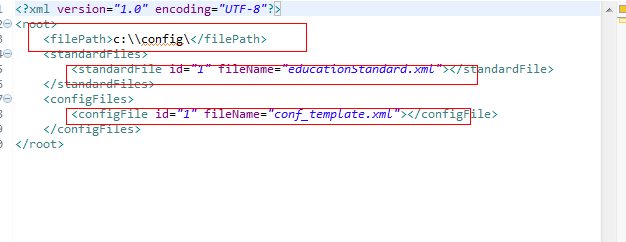 <?xml version="1.0" encoding="UTF-8"?>
<root>
<filePath>c:\\config\</filePath>
<standardFiles>
<standardFile id="1" fileName="educationStandard.xml"></standardFile>
</standardFiles>
<configFiles>
<configFile id="1" fileName="conf_template.xml"></configFile>
</configFiles>
</root>